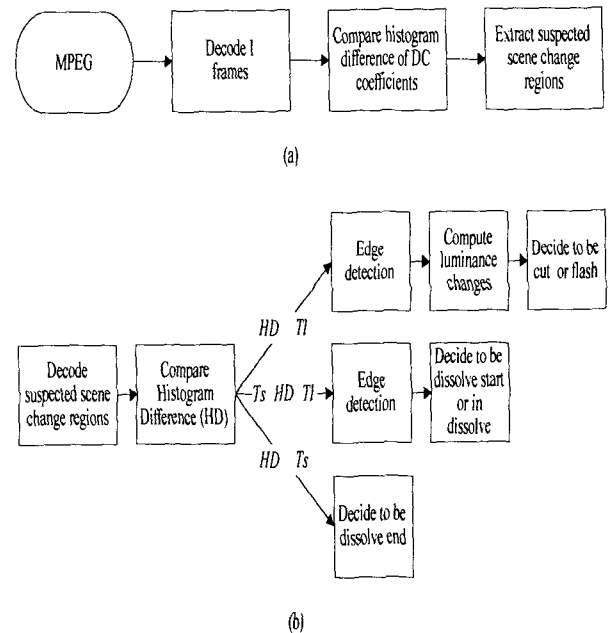 MPEG
Decode I
frames
Compare histogram
difference of DC
coefficients
Extract suspected
scene change
regions
(a)
Edge
detection
Compute
luminance
changes
Decide to be
cut or flash
HD Tl
Decode
suspected scene
change regions
Compare
Histogram
Difference (HD)
Ts HD Tl
Edge
detection
Decide to be
dissolve start
or in
dissolve
HD Ts
Decide to be
dissolve end
(b)